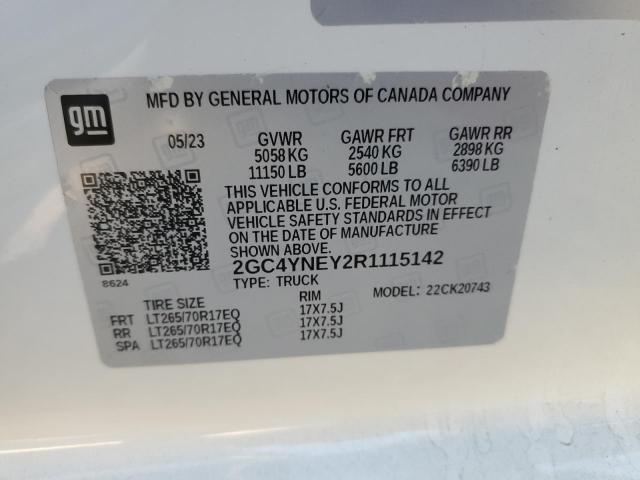 gm
MFD BY GENERAL MOTORS OF CANADA COMPANY
05/23 GVWR GAWR FRT GAWR RR
5058 KG 2540 KG 2898 KG
11150 LB 5600 LB 6390 LB
THIS VEHICLE CONFORMS TO ALL
APPLICABLE U.S. FEDERAL MOTOR
VEHICLE SAFETY STANDARDS IN EFFECT
ON THE DATE OF MANUFACTURE
SHOWN ABOVE.
2GC4YNEY2R1115142
8624 TYPE: TRUCK MODEL: 22CK20743
TIRE SIZE RIM
FRT LT265/70R17EQ 17X7.5J
RR LT265/70R17EQ 17X7.5J
SPA LT265/70R17EQ 17X7.5J